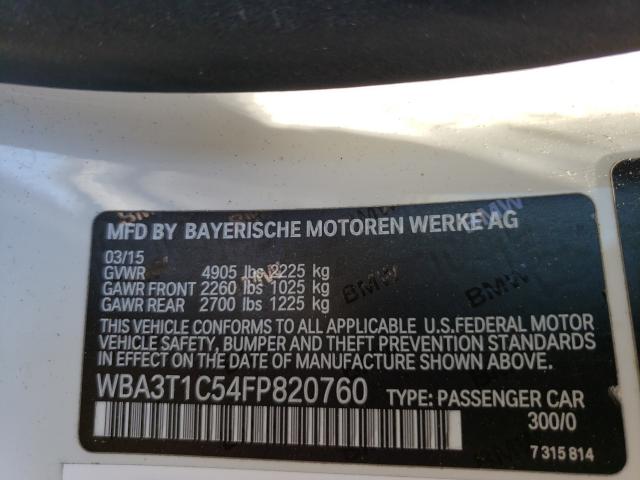 MFD BY BAYERISCHE MOTOREN WERKE AG
03/15
GVWR 4905 lbs 2225 kg
GAWR FRONT 2260 lbs 1025 kg
GAWR REAR 2700 lbs 1225 kg
THIS VEHICLE CONFORMS TO ALL APPLICABLE U.S.FEDERAL MOTOR
VEHICLE SAFETY, BUMPER AND THEFT PREVENTION STANDARDS
IN EFFECT ON THE DATE OF MANUFACTURE SHOWN ABOVE.
WBA3T1C54FP820760 TYPE: PASSENGER CAR
300/0
7 315 814
BMW
BMW
BMW